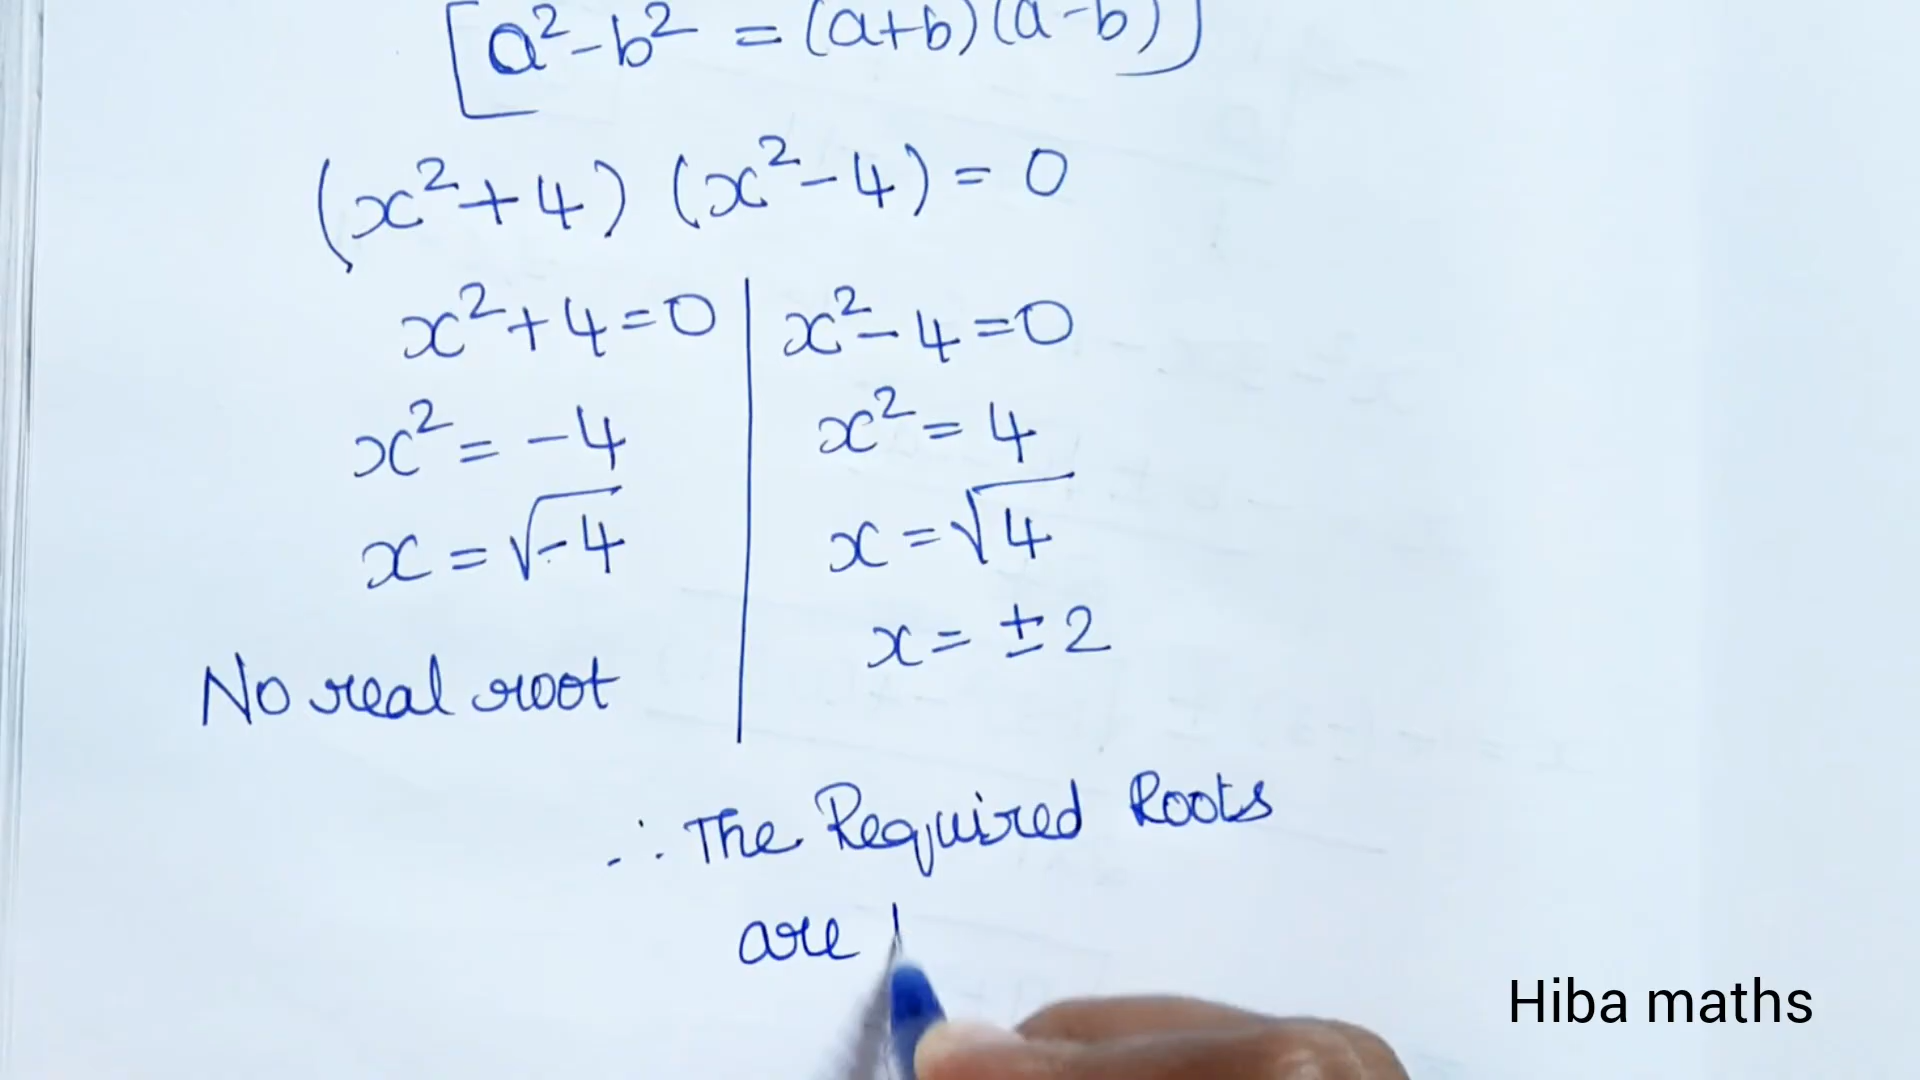 [a² - b² = (a+b)(a-b)]
(x² + 4) (x² - 4) = 0
x² + 4 = 0
x² = -4
x = √-4
No real root
x² - 4 = 0
x² = 4
x = √4
x = ± 2
∴ The Required Roots
are
Hiba maths